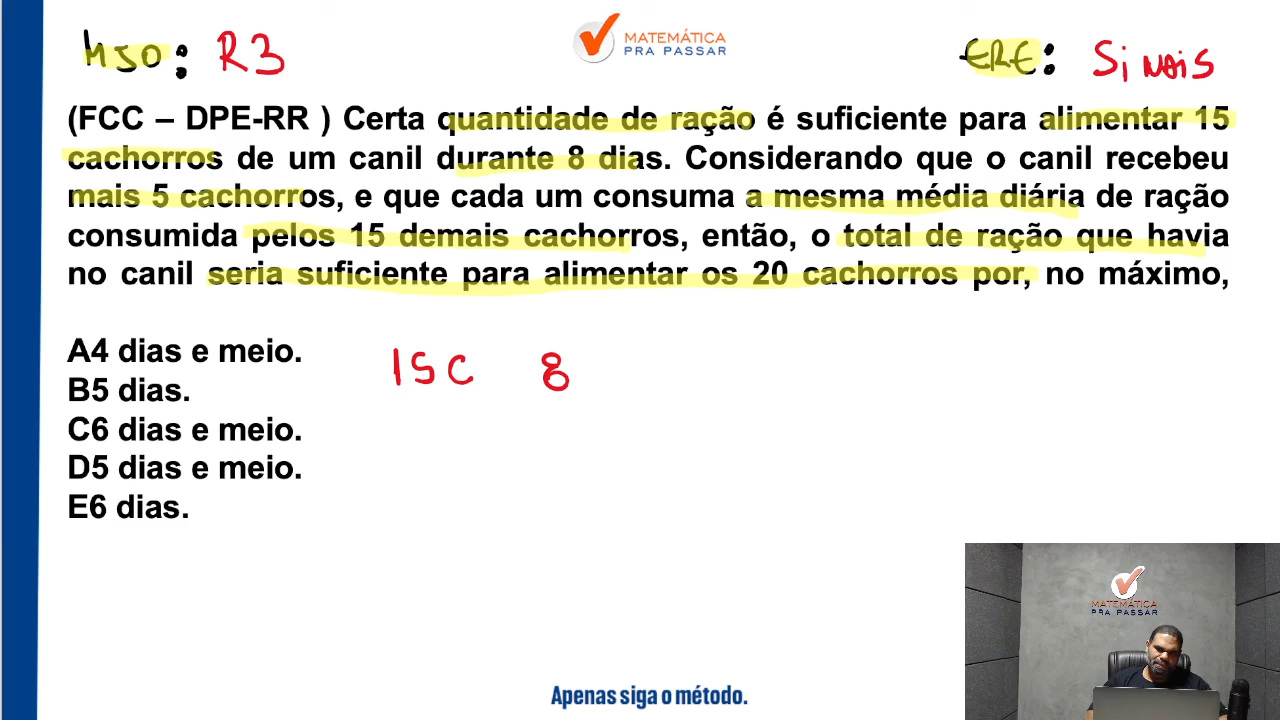 MJO: R3
MATEMÁTICA
PRA PASSAR
ERE: SiNAiS
(FCC – DPE-RR ) Certa quantidade de ração é suficiente para alimentar 15
cachorros de um canil durante 8 dias. Considerando que o canil recebeu
mais 5 cachorros, e que cada um consuma a mesma média diária de ração
consumida pelos 15 demais cachorros, então, o total de ração que havia
no canil seria suficiente para alimentar os 20 cachorros por, no máximo,
A4 dias e meio.
B5 dias.
C6 dias e meio.
D5 dias e meio.
E6 dias.
15C 8
MATEMÁTICA
PRA PASSAR
Apenas siga o método.